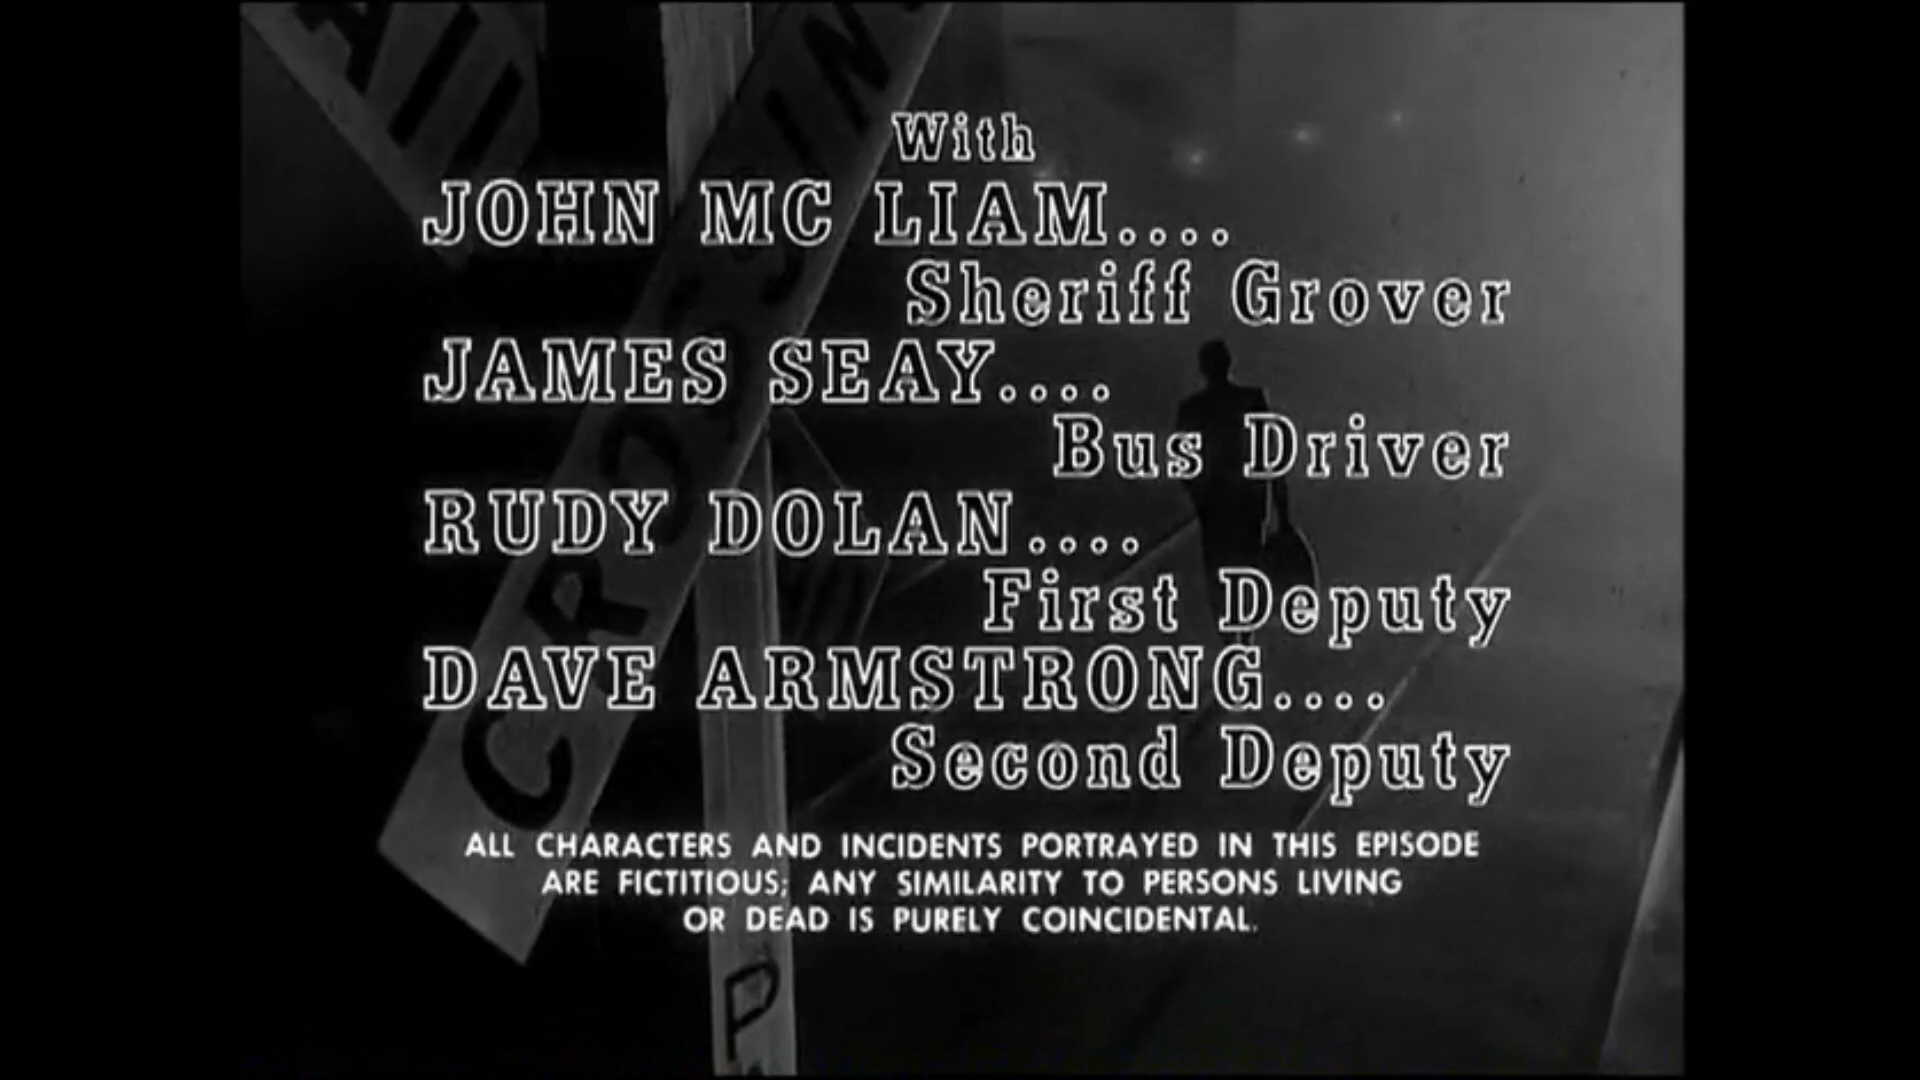 With
JOHN MC LIAM....
Sheriff Grover
JAMES SEAY....
Bus Driver
RUDY DOLAN....
First Deputy
DAVE ARMSTRONG....
Second Deputy
ALL CHARACTERS AND INCIDENTS PORTRAYED IN THIS EPISODE
ARE FICTITIOUS; ANY SIMILARITY TO PERSONS LIVING
OR DEAD IS PURELY COINCIDENTAL.
CROSSIN
P